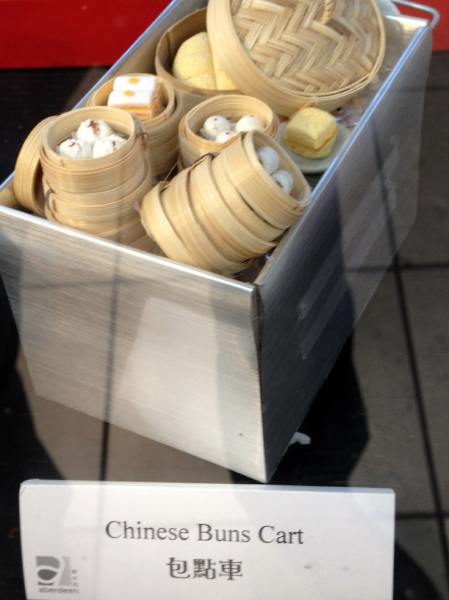 Chinese Buns Cart
包點車
aberdeen